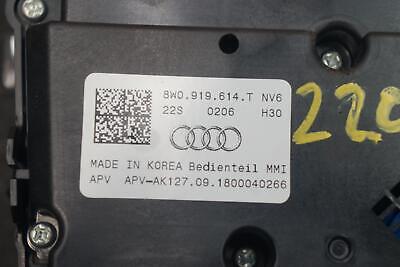 8W0.919.614.T NV6
22S 0206 H30
MADE IN KOREA Bedienteil MMI
APV APV-AK127.09.1800040266
220